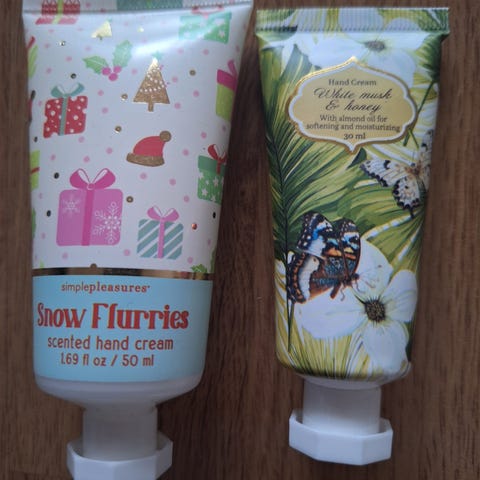 simplepleasures®
Snow Flurries
scented hand cream
1.69 fl oz / 50 ml
Hand Cream
White musk
& honey
With almond oil for
softening and moisturizing
30 ml